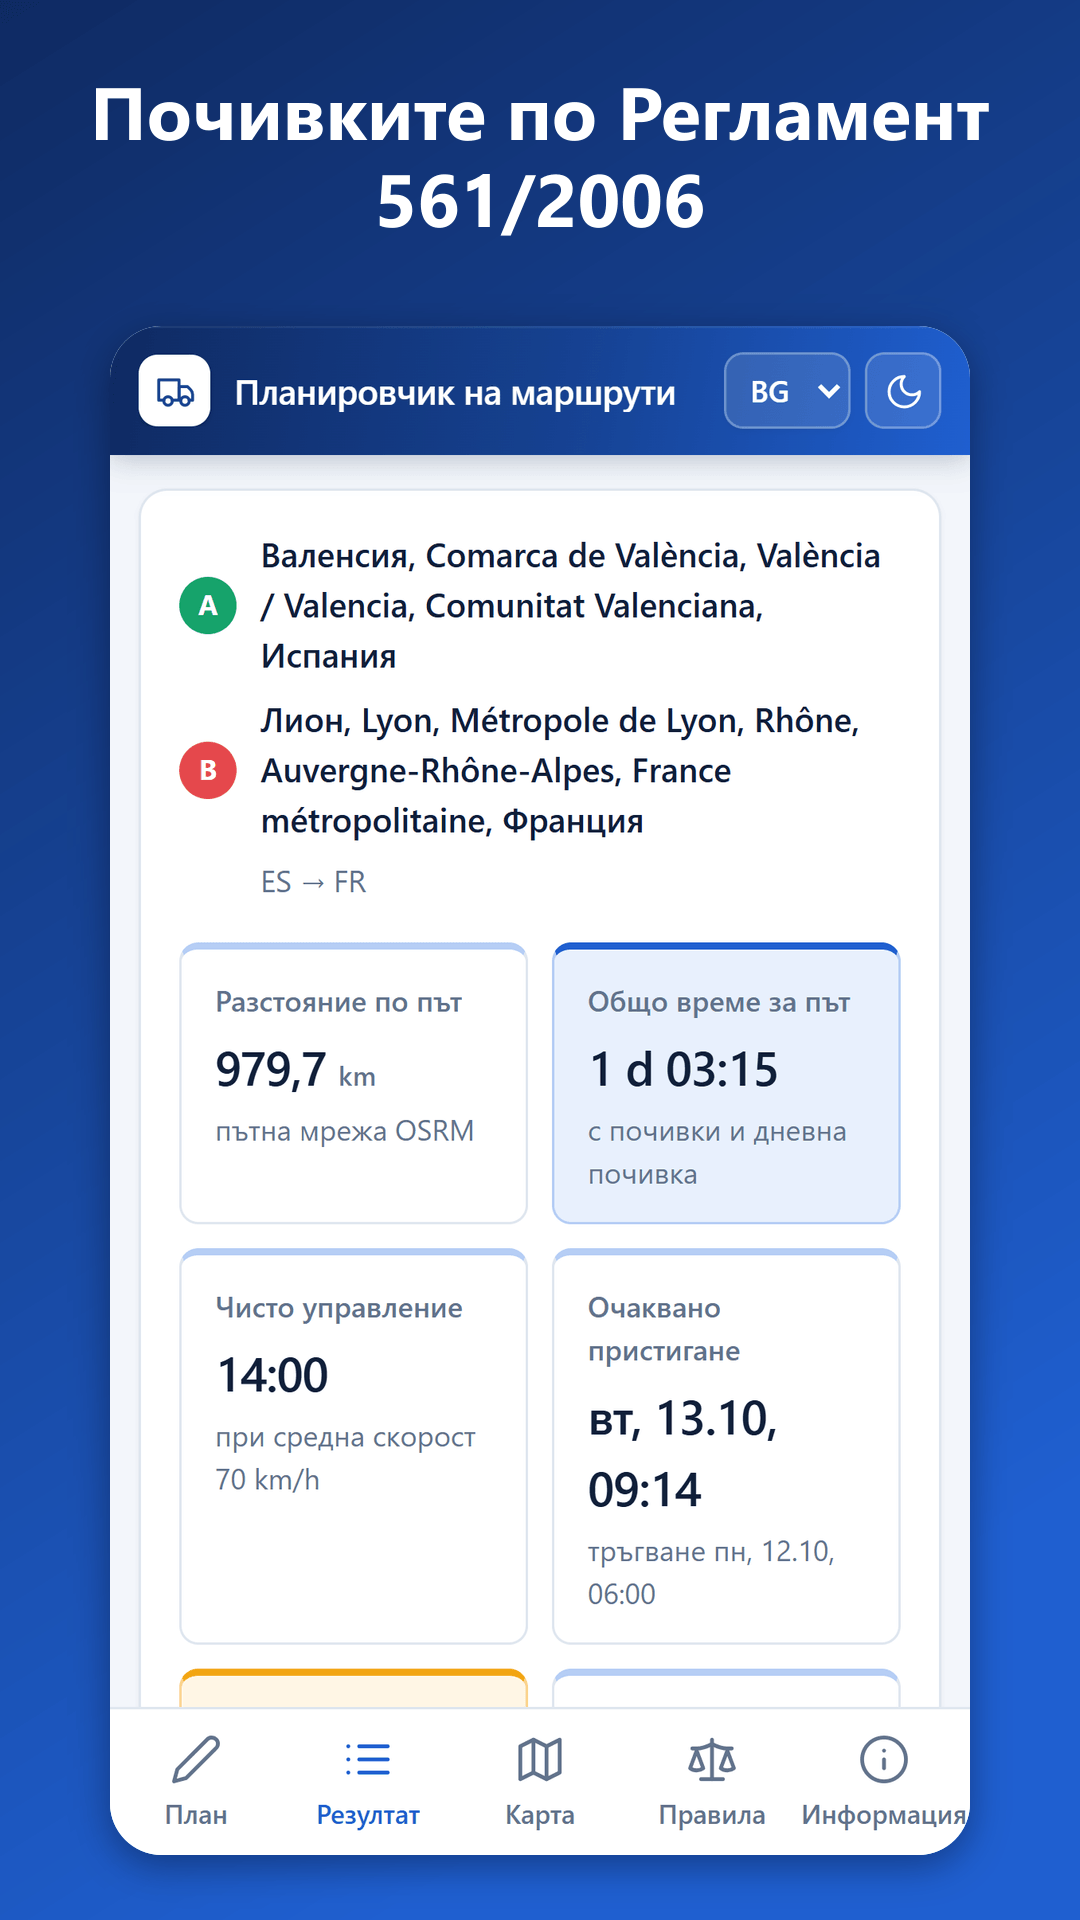 Почивките по Регламент
561/2006
Планировчик на маршрути
BG
A
Валенсия, Comarca de València, València
/ Valencia, Comunitat Valenciana,
Испания
B
Лион, Lyon, Métropole de Lyon, Rhône,
Auvergne-Rhône-Alpes, France
métropolitaine, Франция
ES → FR
Разстояние по път
979,7 km
пътна мрежа OSRM
Общо време за път
1 d 03:15
с почивки и дневна
почивка
Чисто управление
14:00
при средна скорост
70 km/h
Очаквано
пристигане
вт, 13.10,
09:14
тръгване пн, 12.10,
06:00
План
Резултат
Карта
Правила
Информация